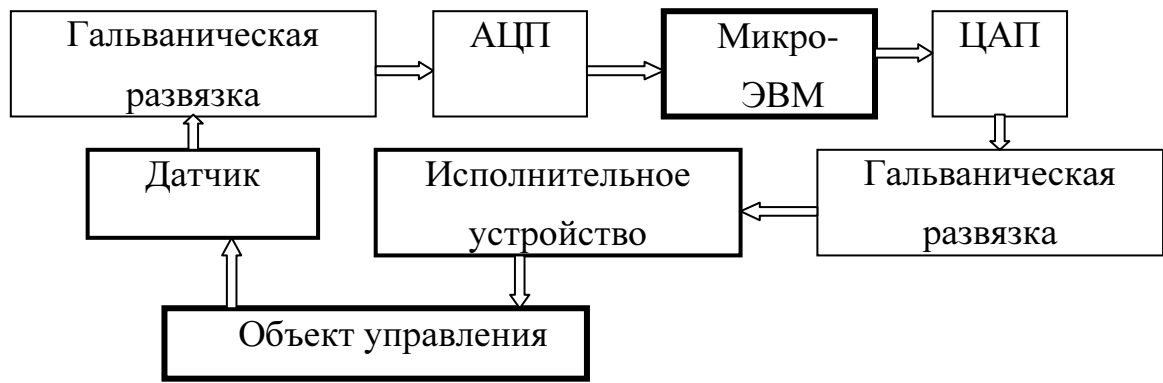 Гальваническая
развязка
АЦП
Микро-
ЭВМ
ЦАП
Датчик
Исполнительное
устройство
Гальваническая
развязка
Объект управления